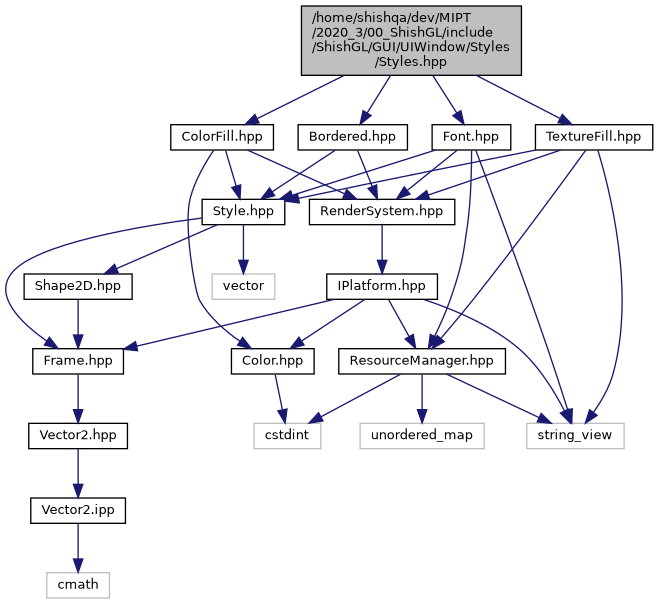 /home/shishqa/dev/MIPT
/2020_3/00_ShishGL/include
/ShishGL/GUI/UIWindow/Styles
/Styles.hpp
ColorFill.hpp
Bordered.hpp
Font.hpp
TextureFill.hpp
Style.hpp
RenderSystem.hpp
Shape2D.hpp
vector
IPlatform.hpp
Frame.hpp
Color.hpp
ResourceManager.hpp
Vector2.hpp
cstdint
unordered_map
string_view
Vector2.ipp
cmath